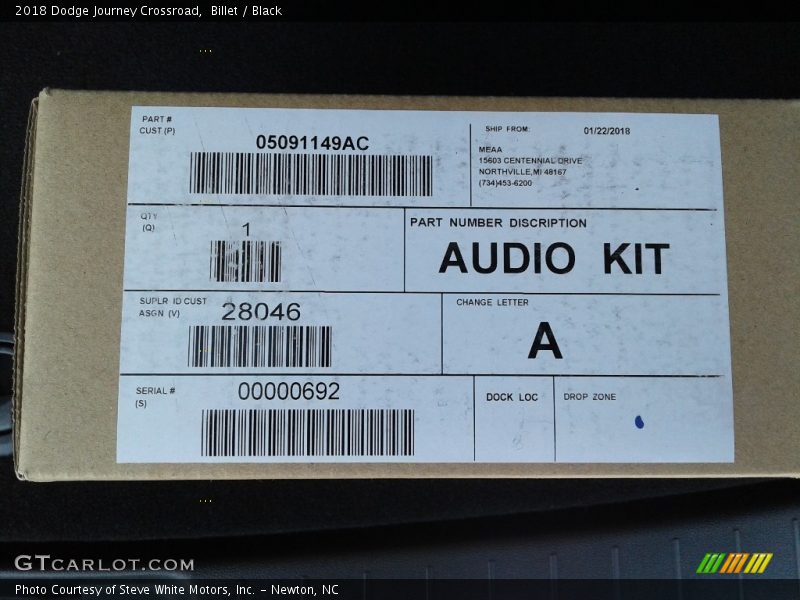 2018 Dodge Journey Crossroad,  Billet / Black
PART #
CUST (P)
05091149AC
SHIP FROM:
01/22/2018
MEAA
15603 CENTENNIAL DRIVE
NORTHVILLE,MI 48167
(734)453-6200
QTY
(Q)
1
PART NUMBER DISCRIPTION
AUDIO KIT
SUPLR ID CUST
ASGN (V)
28046
CHANGE LETTER
A
SERIAL #
(S)
00000692
DOCK LOC
DROP ZONE
GTCARLOT.COM
Photo Courtesy of Steve White Motors, Inc. – Newton, NC